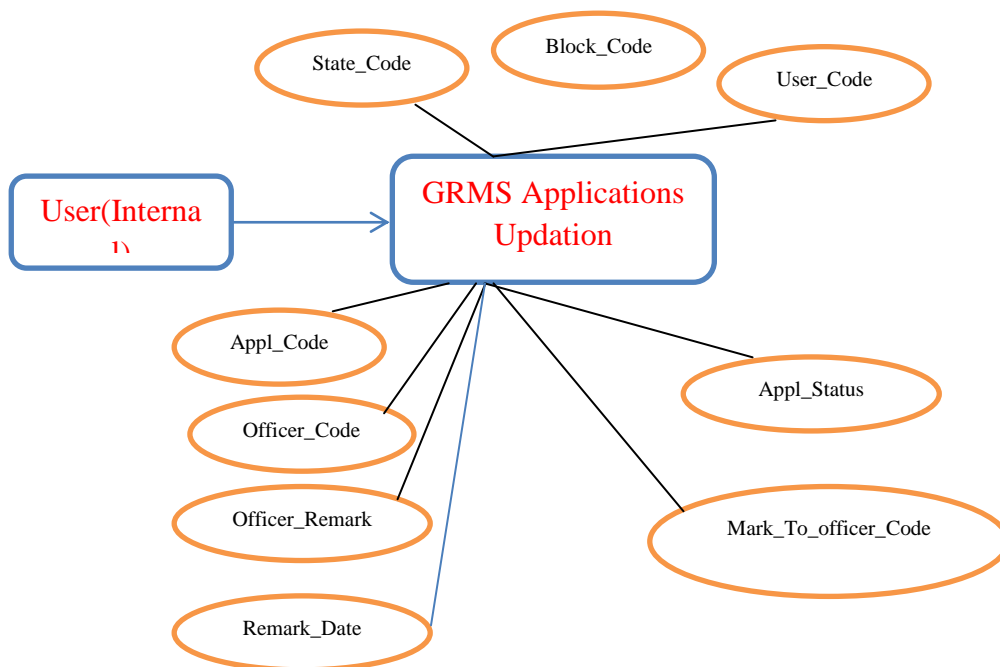 State_Code
Block_Code
User_Code
User(Interna
l)
GRMS Applications
Updation
Appl_Code
Appl_Status
Officer_Code
Officer_Remark
Mark_To_officer_Code
Remark_Date